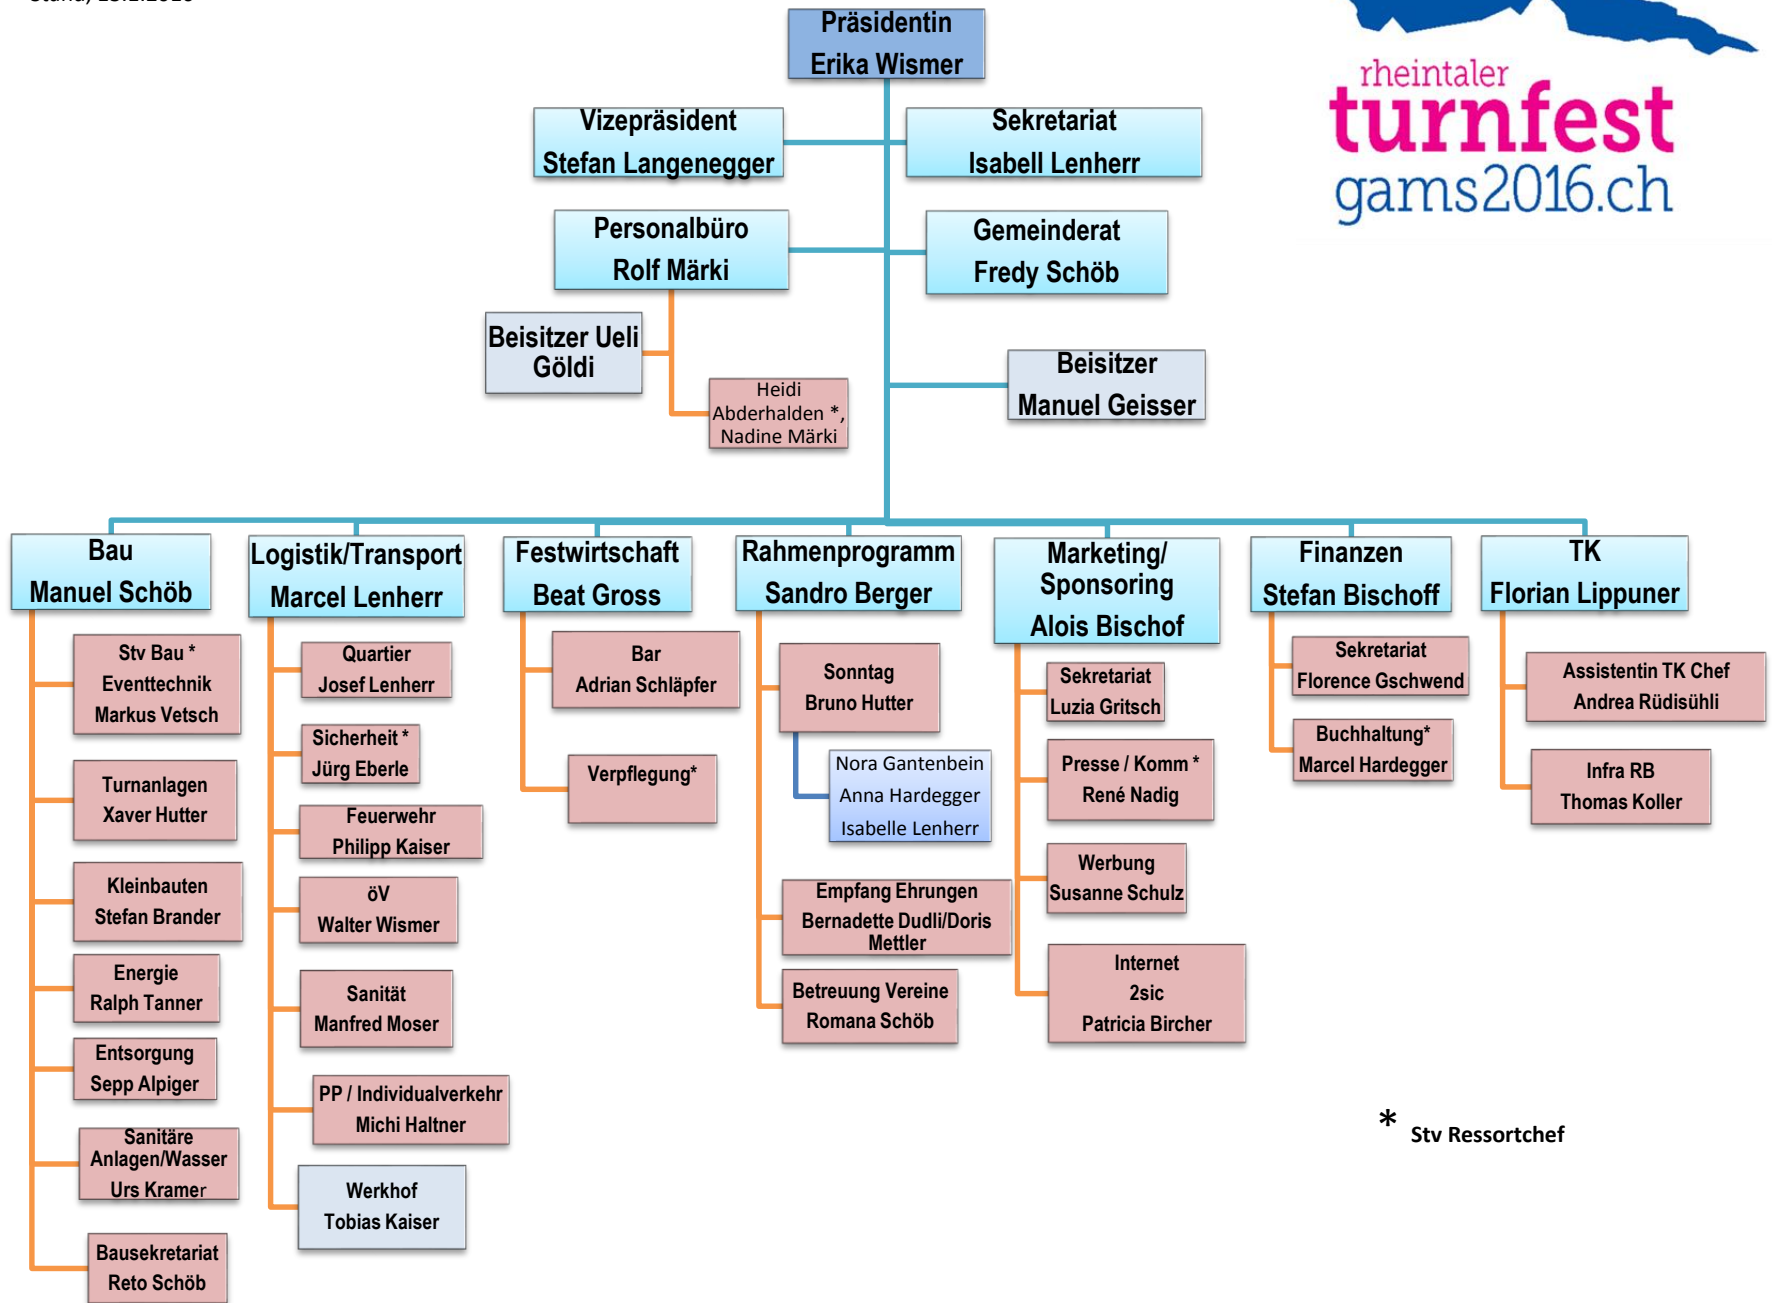 Präsidentin
Erika Wismer
rheintaler
turnfest
gams2016.ch
Vizepräsident
Stefan Langenegger
Sekretariat
Isabell Lenherr
Personalbüro
Rolf Märki
Gemeinderat
Fredy Schöb
Beisitzer Ueli
Göldi
Heidi
Abderhalden *,
Nadine Märki
Beisitzer
Manuel Geisser
Bau
Manuel Schöb
Stv Bau *
Eventtechnik
Markus Vetsch
Turnanlagen
Xaver Hutter
Kleinbauten
Stefan Brander
Energie
Ralph Tanner
Entsorgung
Sepp Alpiger
Sanitäre
Anlagen/Wasser
Urs Kramer
Bausekretariat
Reto Schöb
Logistik/Transport
Marcel Lenherr
Quartier
Josef Lenherr
Sicherheit *
Jürg Eberle
Feuerwehr
Philipp Kaiser
öV
Walter Wismer
Sanität
Manfred Moser
PP / Individualverkehr
Michi Haltner
Werkhof
Tobias Kaiser
Festwirtschaft
Beat Gross
Bar
Adrian Schläpfer
Verpflegung*
Rahmenprogramm
Sandro Berger
Sonntag
Bruno Hutter
Nora Gantenbein
Anna Hardegger
Isabelle Lenherr
Empfang Ehrungen
Bernadette Dudli/Doris
Mettler
Betreuung Vereine
Romana Schöb
Marketing/
Sponsoring
Alois Bischof
Sekretariat
Luzia Gritsch
Presse / Komm *
René Nadig
Werbung
Susanne Schulz
Internet
2sic
Patricia Bircher
Finanzen
Stefan Bischoff
Sekretariat
Florence Gschwend
Buchhaltung*
Marcel Hardegger
TK
Florian Lippuner
Assistentin TK Chef
Andrea Rüdisühli
Infra RB
Thomas Koller
* Stv Ressortchef